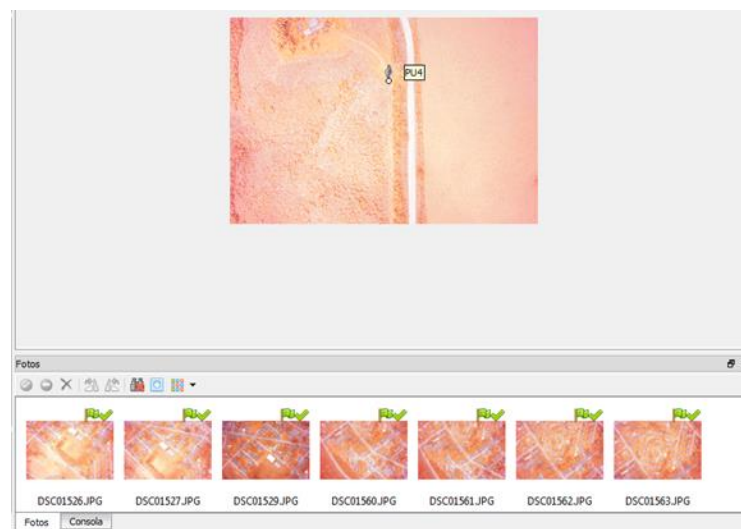 PU4
Fotos
DSC01526.JPG DSC01527.JPG DSC01529.JPG DSC01560.JPG DSC01561.JPG DSC01562.JPG DSC01563.JPG
Fotos Consola